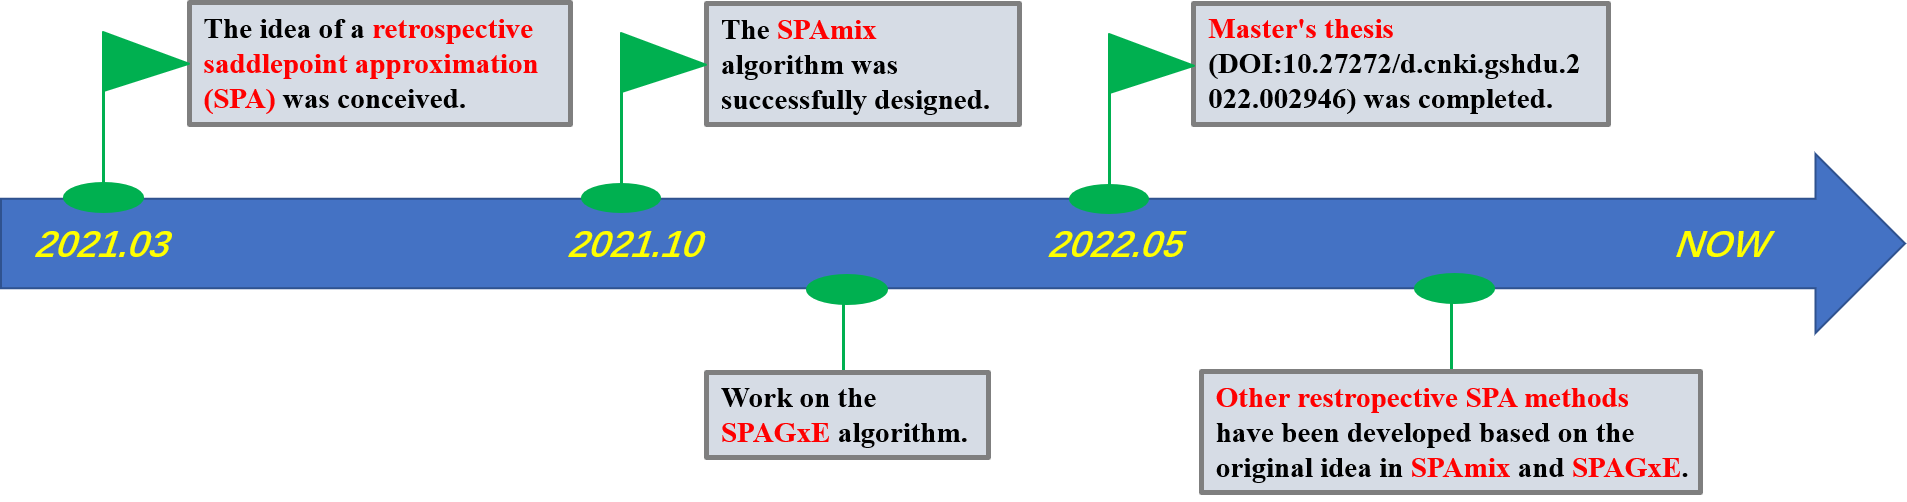 The idea of a retrospective
saddlepoint approximation
(SPA) was conceived.
The SPAmix
algorithm was
successfully designed.
Master's thesis
(DOI:10.27272/d.cnki.gshdu.2
022.002946) was completed.
2021.03
2021.10
2022.05
NOW
Work on the
SPAGxE algorithm.
Other restropective SPA methods
have been developed based on the
original idea in SPAmix and SPAGxE.